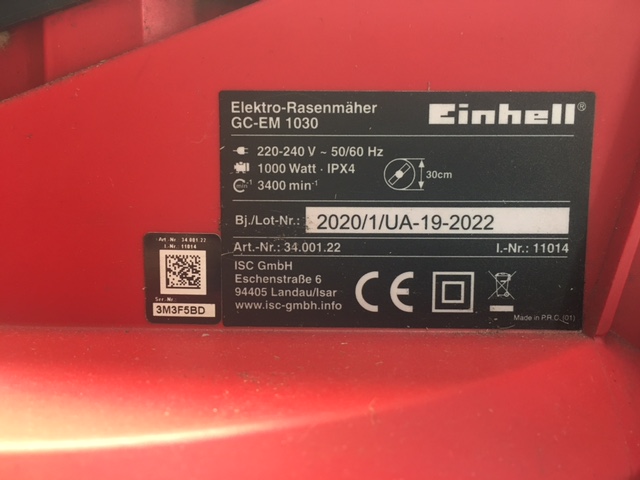 Elektro-Rasenmäher
GC-EM 1030
Einhell®
220-240 V ~ 50/60 Hz
1000 Watt · IPX4
3400 min-1
30cm
Bj./Lot-Nr.: 2020/1/UA-19-2022
Art.-Nr.: 34.001.22 I.-Nr.: 11014
ISC GmbH
Eschenstraße 6
94405 Landau/Isar
www.isc-gmbh.info
CE
Made in P.R.C. (01)
Art.-Nr. 34.001.22
I.-Nr.: 11014
Ser.-Nr.
3M3F5BD